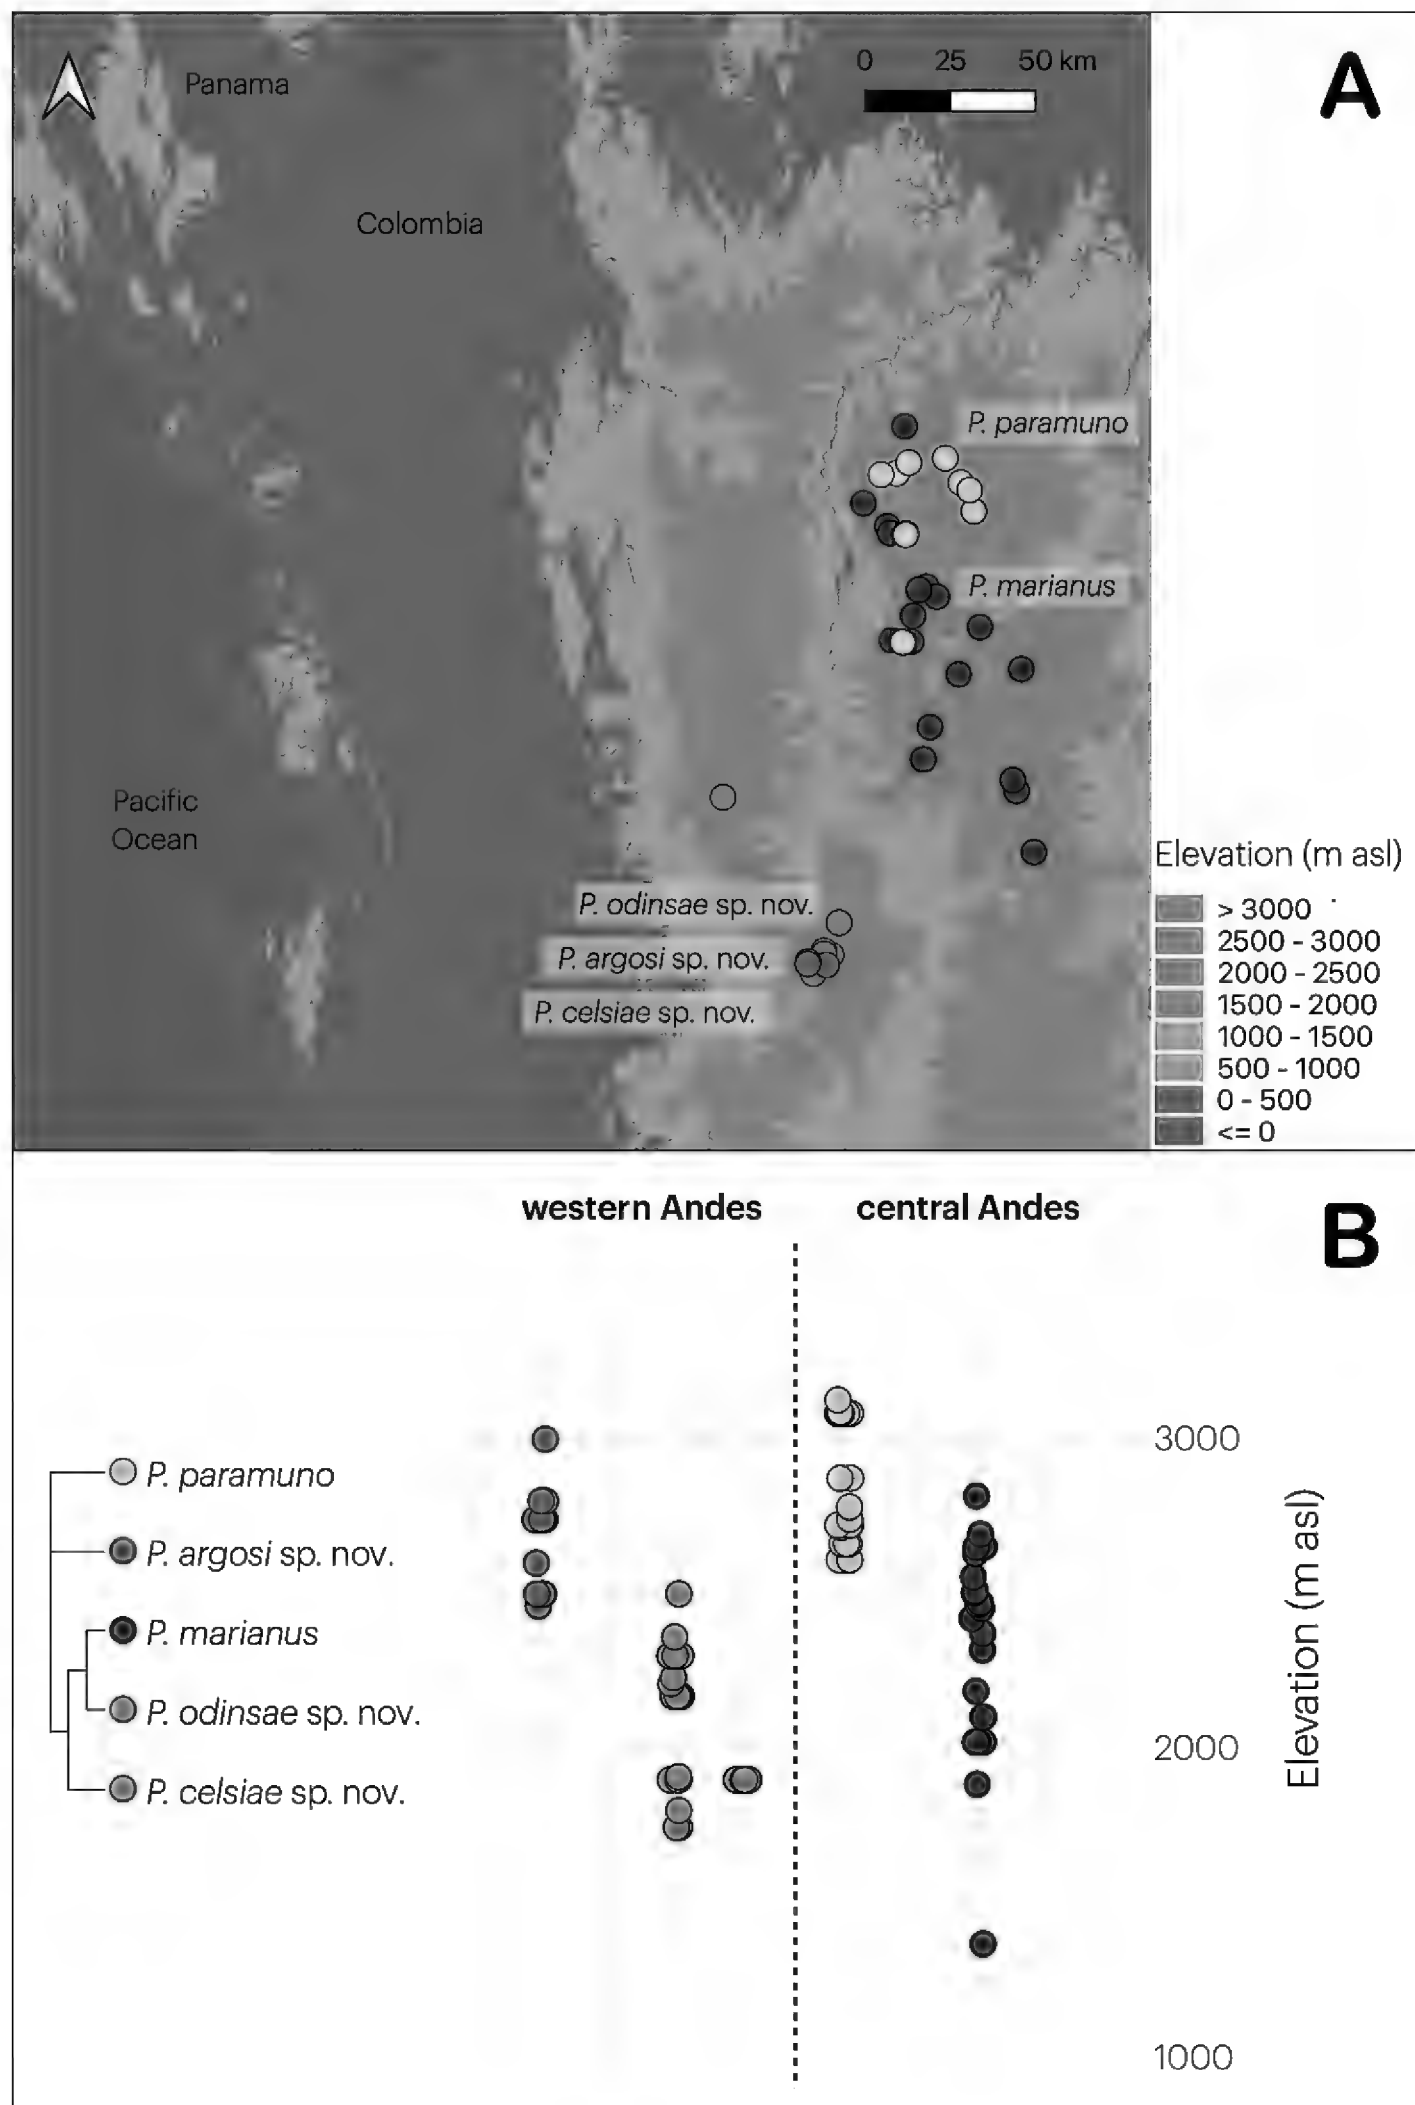 A
0 25 50 km
Panama
Colombia
P. paramuno
P. marianus
Pacific
Ocean
P. odinsae sp. nov.
P. argosi sp. nov.
P. celsiae sp. nov.
Elevation (m asl)
> 3000
2500 - 3000
2000 - 2500
1500 - 2000
1000 - 1500
500 - 1000
0 - 500
<= 0
B
western Andes
central Andes
P. paramuno
P. argosi sp. nov.
P. marianus
P. odinsae sp. nov.
P. celsiae sp. nov.
3000
2000
1000
Elevation (m asl)